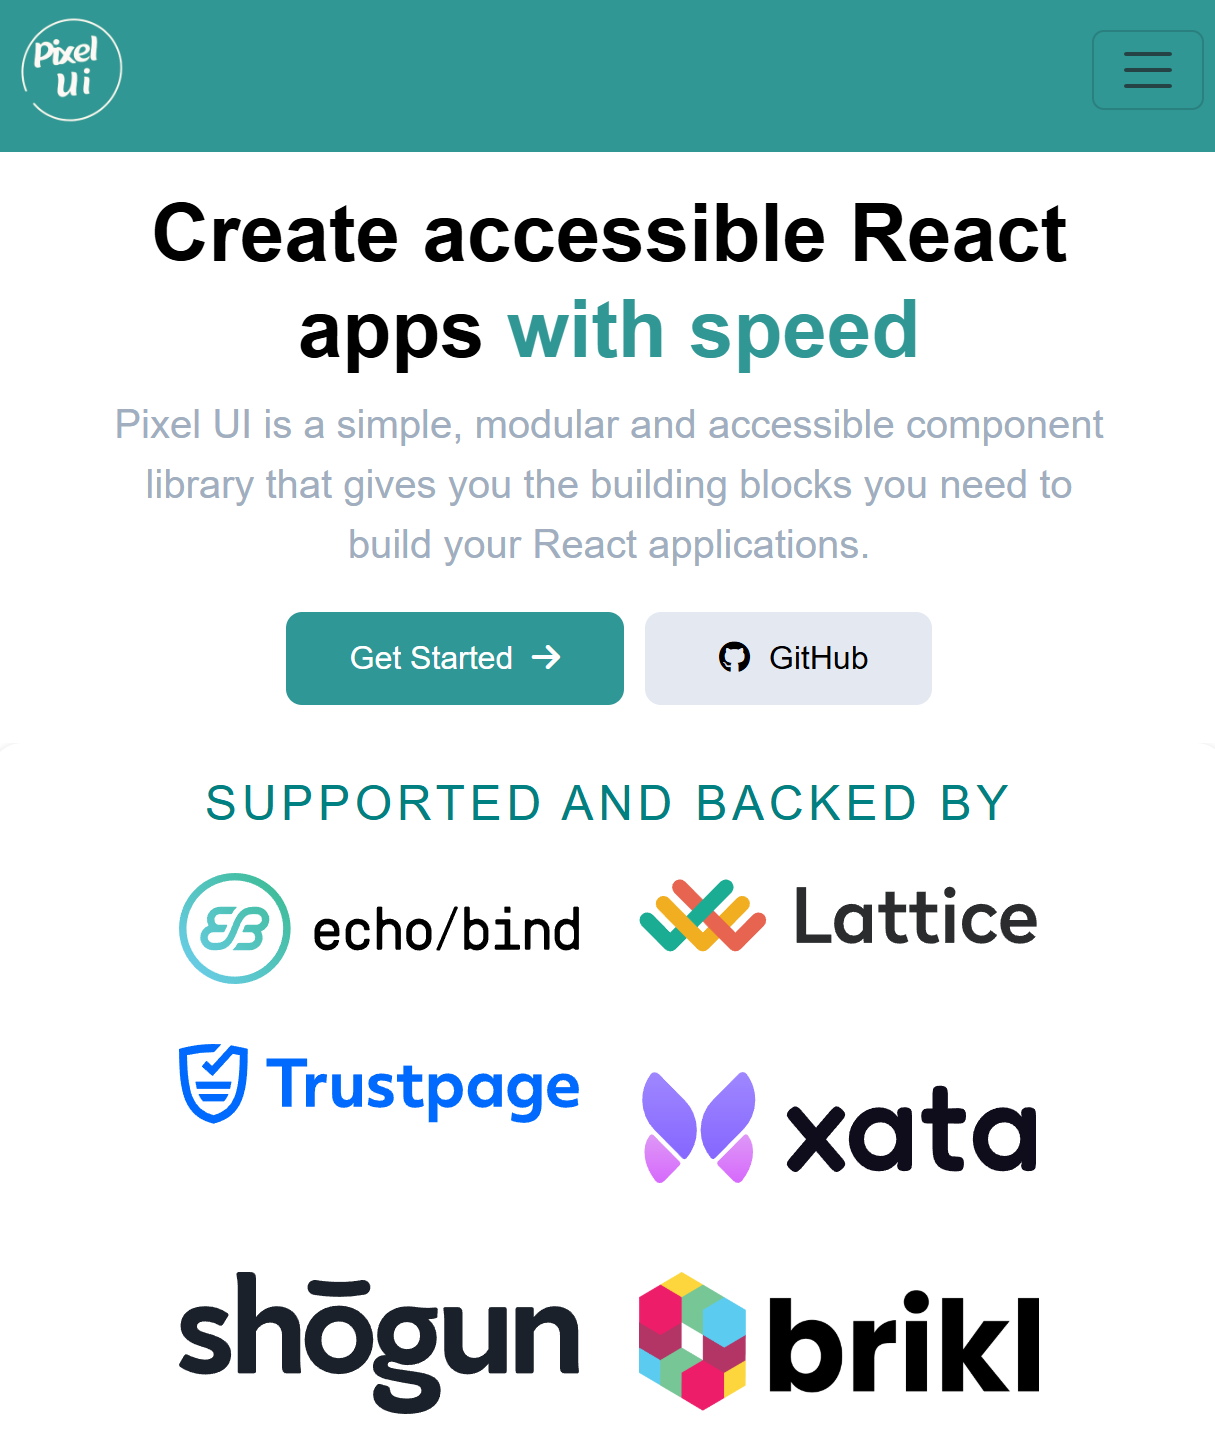 Pixel
Ui
Create accessible React
apps with speed
Pixel UI is a simple, modular and accessible component
library that gives you the building blocks you need to
build your React applications.
Get Started
GitHub
SUPPORTED AND BACKED BY
echo/bind
Lattice
Trustpage
xata
shōgun
brikl